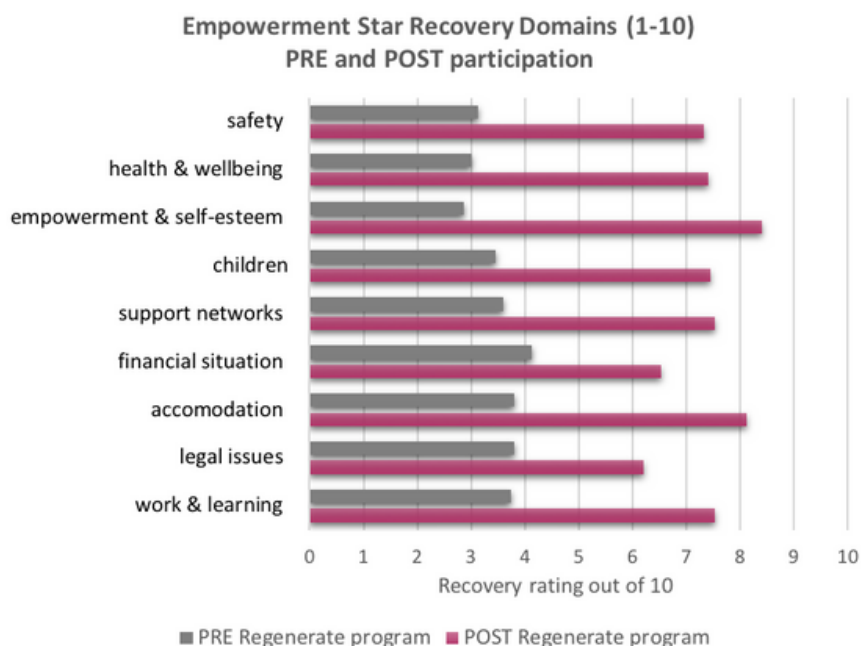 Empowerment Star Recovery Domains (1-10)
PRE and POST participation
safety
health & wellbeing
empowerment & self-esteem
children
support networks
financial situation
accomodation
legal issues
work & learning
0 1 2 3 4 5 6 7 8 9 10
Recovery rating out of 10
PRE Regenerate program POST Regenerate program